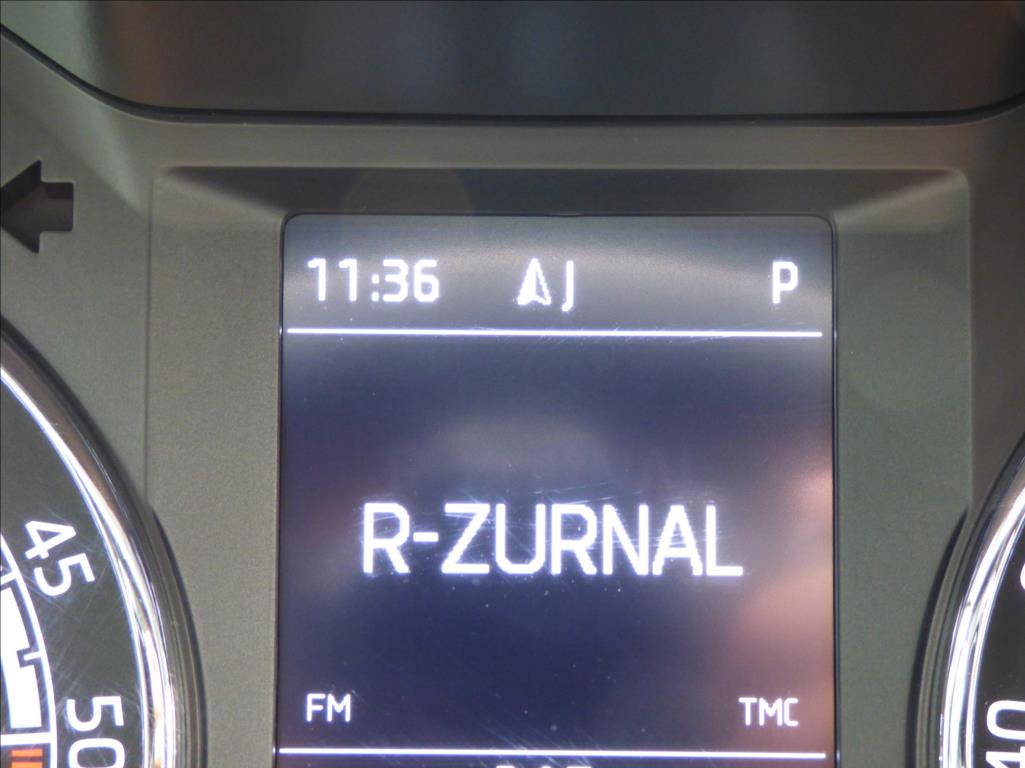 11:36 J P
R-ZURNAL
FM TMC
45
50